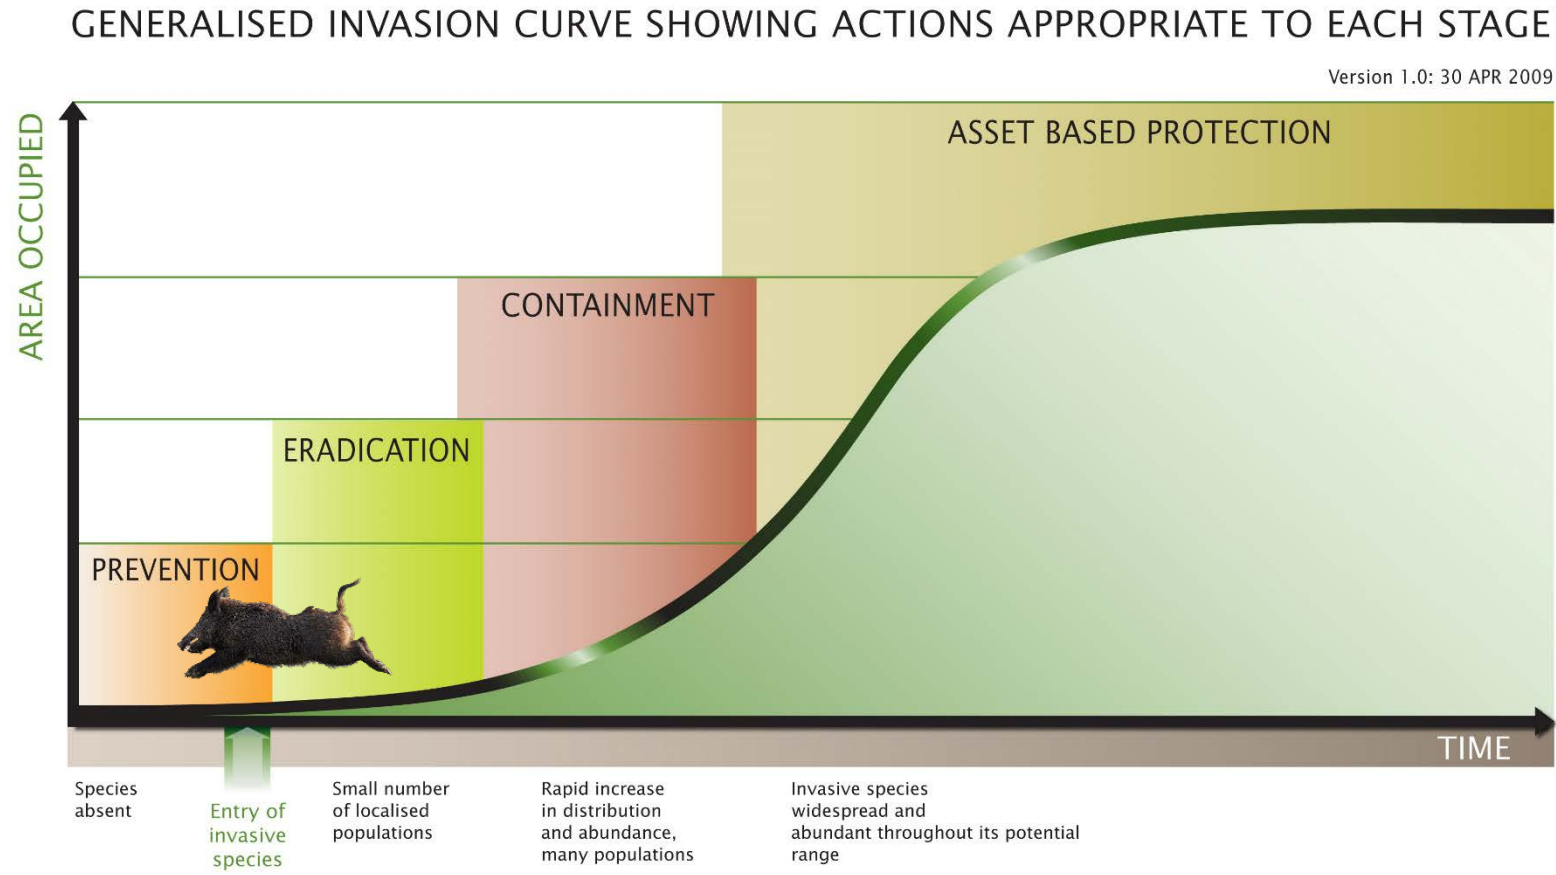 GENERALISED INVASION CURVE SHOWING ACTIONS APPROPRIATE TO EACH STAGE
Version 1.0: 30 APR 2009
AREA OCCUPIED
ASSET BASED PROTECTION
CONTAINMENT
ERADICATION
PREVENTION
TIME
Species
absent
Entry of
invasive
species
Small number
of localised
populations
Rapid increase
in distribution
and abundance,
many populations
Invasive species
widespread and
abundant throughout its potential
range